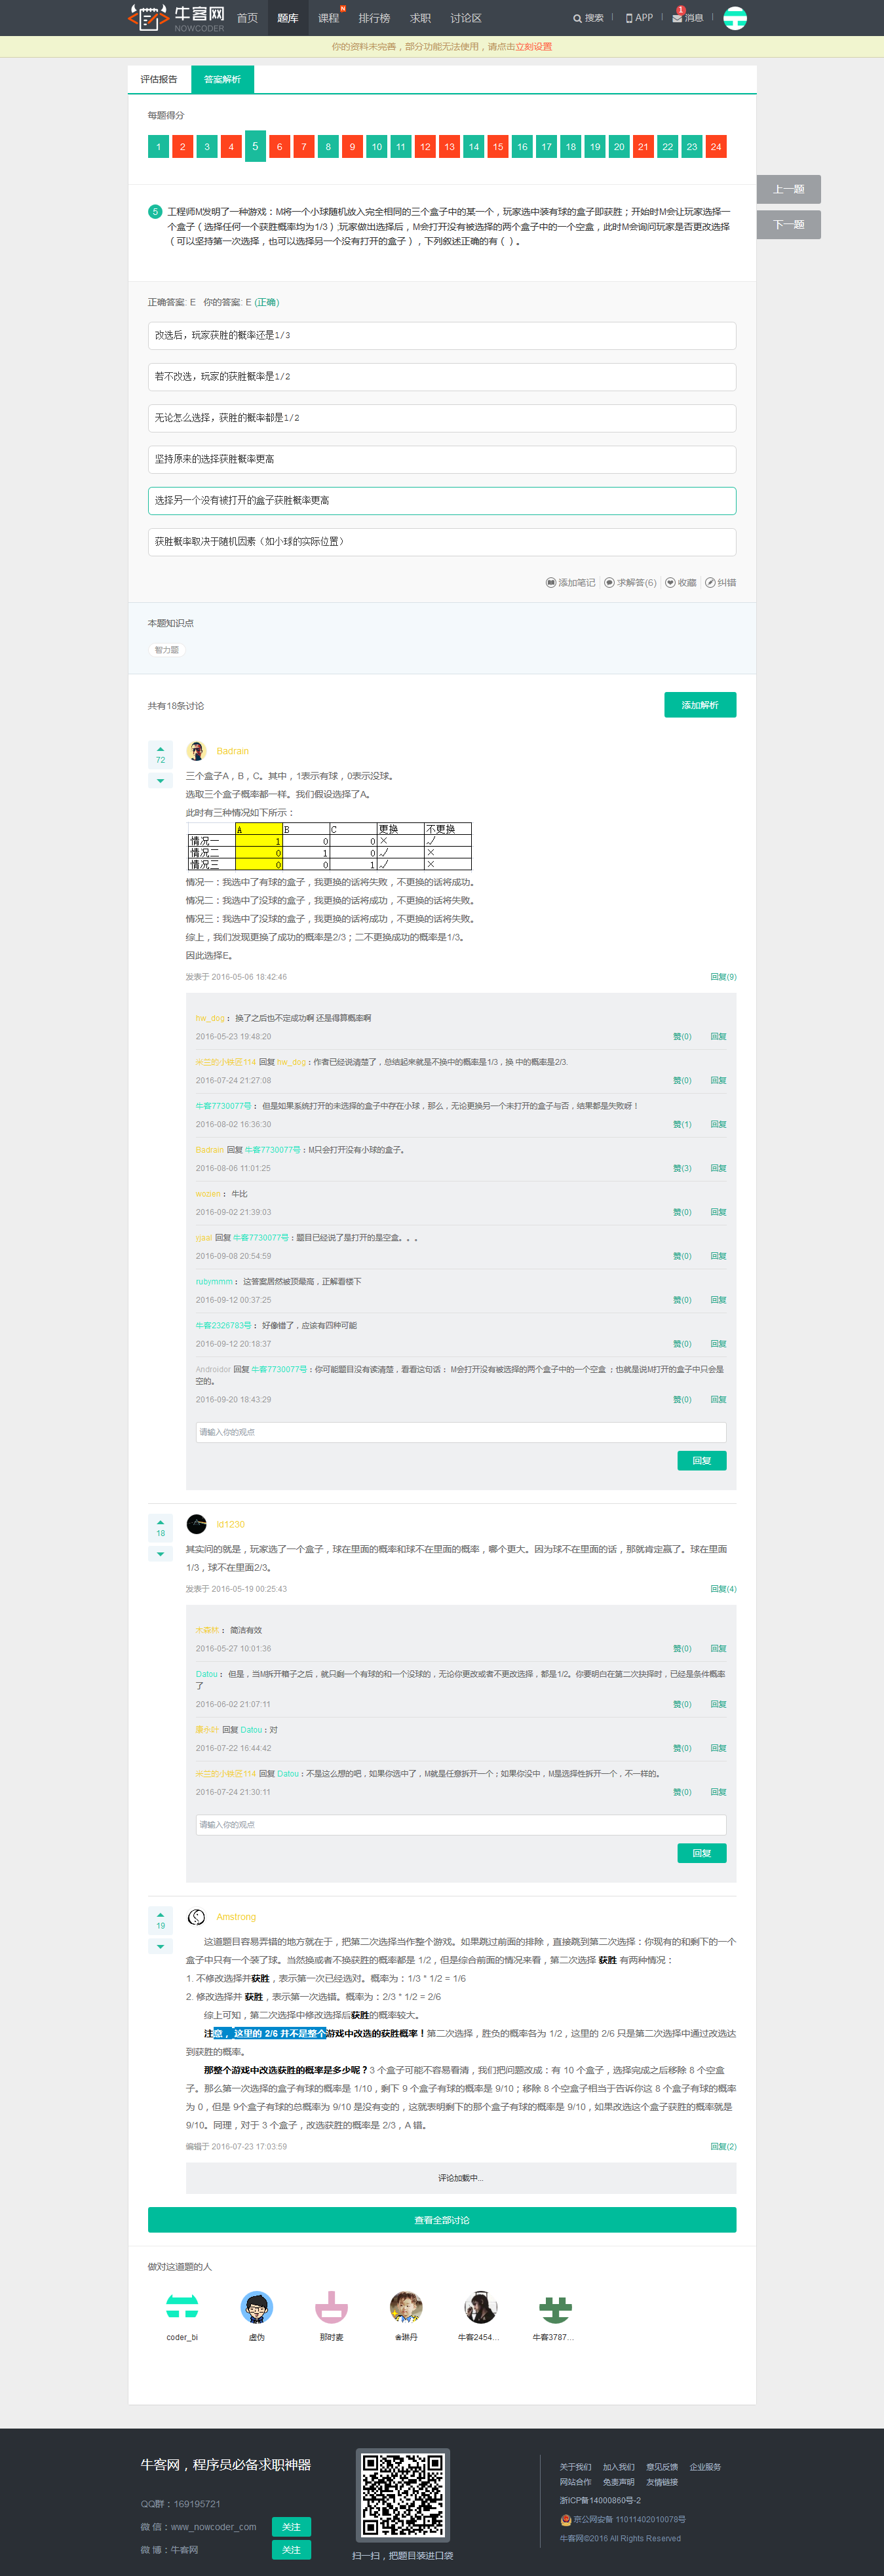 牛客网 NOWCODER 首页 题库 课程 N 排行榜 求职 讨论区 搜索 APP 1 消息
你的资料未完善，部分功能无法使用，请点击立刻设置
评估报告 答案解析
每题得分
1 2 3 4 5 6 7 8 9 10 11 12 13 14 15 16 17 18 19 20 21 22 23 24
上一题
下一题
5 工程师M发明了一种游戏：M将一个小球随机放入完全相同的三个盒子中的某一个，玩家选中装有球的盒子即获胜；开始时M会让玩家选择一
个盒子（选择任何一个获胜概率均为1/3）;玩家做出选择后，M会打开没有被选择的两个盒子中的一个空盒，此时M会询问玩家是否更改选择
（可以坚持第一次选择，也可以选择另一个没有打开的盒子），下列叙述正确的有（）。
正确答案: E 你的答案: E (正确)
改选后，玩家获胜的概率还是1/3
若不改选，玩家的获胜概率是1/2
无论怎么选择，获胜的概率都是1/2
坚持原来的选择获胜概率更高
选择另一个没有被打开的盒子获胜概率更高
获胜概率取决于随机因素（如小球的实际位置）
添加笔记 求解答(6) 收藏 纠错
本题知识点
智力题
共有18条讨论 添加解析
72
Badrain
三个盒子A，B，C。其中，1表示有球，0表示没球。
选取三个盒子概率都一样。我们假设选择了A。
此时有三种情况如下所示：
A B C 更换 不更换
情况一 1 0 0 × √
情况二 0 1 0 √ ×
情况三 0 0 1 √ ×
情况一：我选中了有球的盒子，我更换的话将失败，不更换的话将成功。
情况二：我选中了没球的盒子，我更换的话将成功，不更换的话将失败。
情况三：我选中了没球的盒子，我更换的话将成功，不更换的话将失败。
综上，我们发现更换了成功的概率是2/3；二不更换成功的概率是1/3。
因此选择E。
发表于 2016-05-06 18:42:46 回复(9)
hw_dog： 换了之后也不定成功啊 还是得算概率啊
2016-05-23 19:48:20 赞(0) 回复
米兰的小铁匠114 回复 hw_dog：作者已经说清楚了，总结起来就是不换中的概率是1/3，换 中的概率是2/3.
2016-07-24 21:27:08 赞(0) 回复
牛客7730077号： 但是如果系统打开的未选择的盒子中存在小球，那么，无论更换另一个未打开的盒子与否，结果都是失败呀！
2016-08-02 16:36:30 赞(1) 回复
Badrain 回复 牛客7730077号：M只会打开没有小球的盒子。
2016-08-06 11:01:25 赞(3) 回复
wozien： 牛比
2016-09-02 21:39:03 赞(0) 回复
jjaal 回复 牛客7730077号：题目已经说了是打开的是空盒。。。
2016-09-08 20:54:59 赞(0) 回复
rubymmm： 这答案居然被顶最高，正解看楼下
2016-09-12 00:37:25 赞(0) 回复
牛客2326783号： 好像错了，应该有四种可能
2016-09-12 20:18:37 赞(0) 回复
Androidor 回复 牛客7730077号：你可能题目没有读清楚，看看这句话： M会打开没有被选择的两个盒子中的一个空盒 ；也就是说M打开的盒子中只会是
空的。
2016-09-20 18:43:29 赞(0) 回复
请输入你的观点
回复
18
ld1230
其实问的就是，玩家选了一个盒子，球在里面的概率和球不在里面的概率，哪个更大。因为球不在里面的话，那就肯定赢了。球在里面
1/3，球不在里面2/3。
发表于 2016-05-19 00:25:43 回复(4)
木森林： 简洁有效
2016-05-27 10:01:36 赞(0) 回复
Datou： 但是，当M拆开箱子之后，就只剩一个有球的和一个没球的，无论你更改或者不更改选择，都是1/2。你要明白在第二次抉择时，已经是条件概率
了
2016-06-02 21:07:11 赞(0) 回复
康小叶 回复 Datou：对
2016-07-22 16:44:42 赞(0) 回复
米兰的小铁匠114 回复 Datou：不是这么想的吧，如果你选中了，M就是任意拆开一个；如果你没中，M是选择性拆开一个，不一样的。
2016-07-24 21:30:11 赞(0) 回复
请输入你的观点
回复
19
Amstrong
这道题目容易弄错的地方就在于，把第二次选择当作整个游戏。如果跳过前面的排除，直接跳到第二次选择：你现有的和剩下的一个
盒子中只有一个装了球。当然换或者不换获胜的概率都是 1/2，但是综合前面的情况来看，第二次选择 获胜 有两种情况：
1. 不修改选择并获胜，表示第一次已经选对。概率为：1/3 * 1/2 = 1/6
2. 修改选择并 获胜，表示第一次选错。概率为：2/3 * 1/2 = 2/6
综上可知，第二次选择中修改选择后获胜的概率较大。
注意， 这里的 2/6 并不是整个游戏中改选的获胜概率！第二次选择，胜负的概率各为 1/2，这里的 2/6 只是第二次选择中通过改选达
到获胜的概率。
那整个游戏中改选获胜的概率是多少呢？3 个盒子可能不容易看清，我们把问题改成：有 10 个盒子，选择完成之后移除 8 个空盒
子。那么第一次选择的盒子有球的概率是 1/10，剩下 9 个盒子有球的概率是 9/10；移除 8 个空盒子相当于告诉你这 8 个盒子有球的概率
为 0，但是 9个盒子有球的总概率为 9/10 是没有变的，这就表明剩下的那个盒子有球的概率是 9/10，如果改选这个盒子获胜的概率就是
9/10。同理，对于 3 个盒子，改选获胜的概率是 2/3，A 错。
编辑于 2016-07-23 17:03:59 回复(2)
评论加载中...
查看全部讨论
做对这道题的人
coder_bi 虚伪 那时麦 ❀琳丹 牛客2454... 牛客3787...
牛客网，程序员必备求职神器
QQ群：169195721
微 信：www_nowcoder_com 关注
微 博：牛客网 关注
扫一扫，把题目装进口袋
关于我们 加入我们 意见反馈 企业服务
网站合作 免责声明 友情链接
浙ICP备14000860号-2
京公网安备 11011402010078号
牛客网©2016 All Rights Reserved